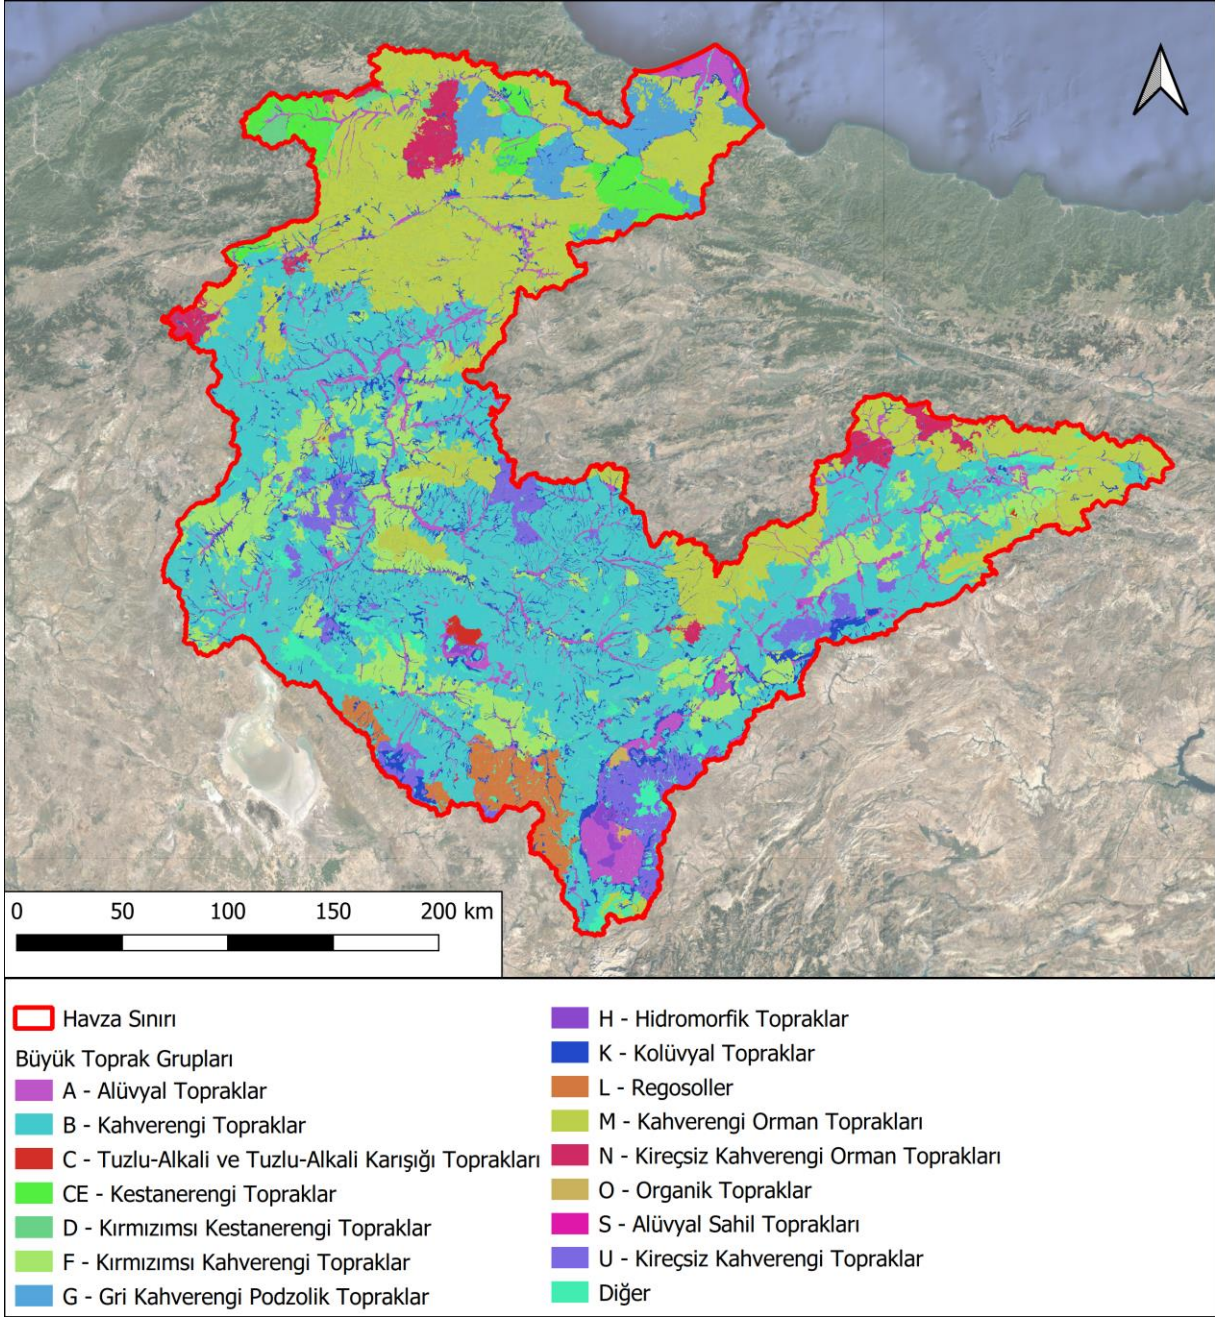 0 50 100 150 200 km
Havza Sınırı
Büyük Toprak Grupları
A - Alüvyal Topraklar
B - Kahverengi Topraklar
C - Tuzlu-Alkali ve Tuzlu-Alkali Karışığı Toprakları
CE - Kestanerengi Topraklar
D - Kırmızımsı Kestanerengi Topraklar
F - Kırmızımsı Kahverengi Topraklar
G - Gri Kahverengi Podzolik Topraklar
H - Hidromorfik Topraklar
K - Kolüvyal Topraklar
L - Regosoller
M - Kahverengi Orman Toprakları
N - Kireçsiz Kahverengi Orman Toprakları
O - Organik Topraklar
S - Alüvyal Sahil Toprakları
U - Kireçsiz Kahverengi Topraklar
Diğer